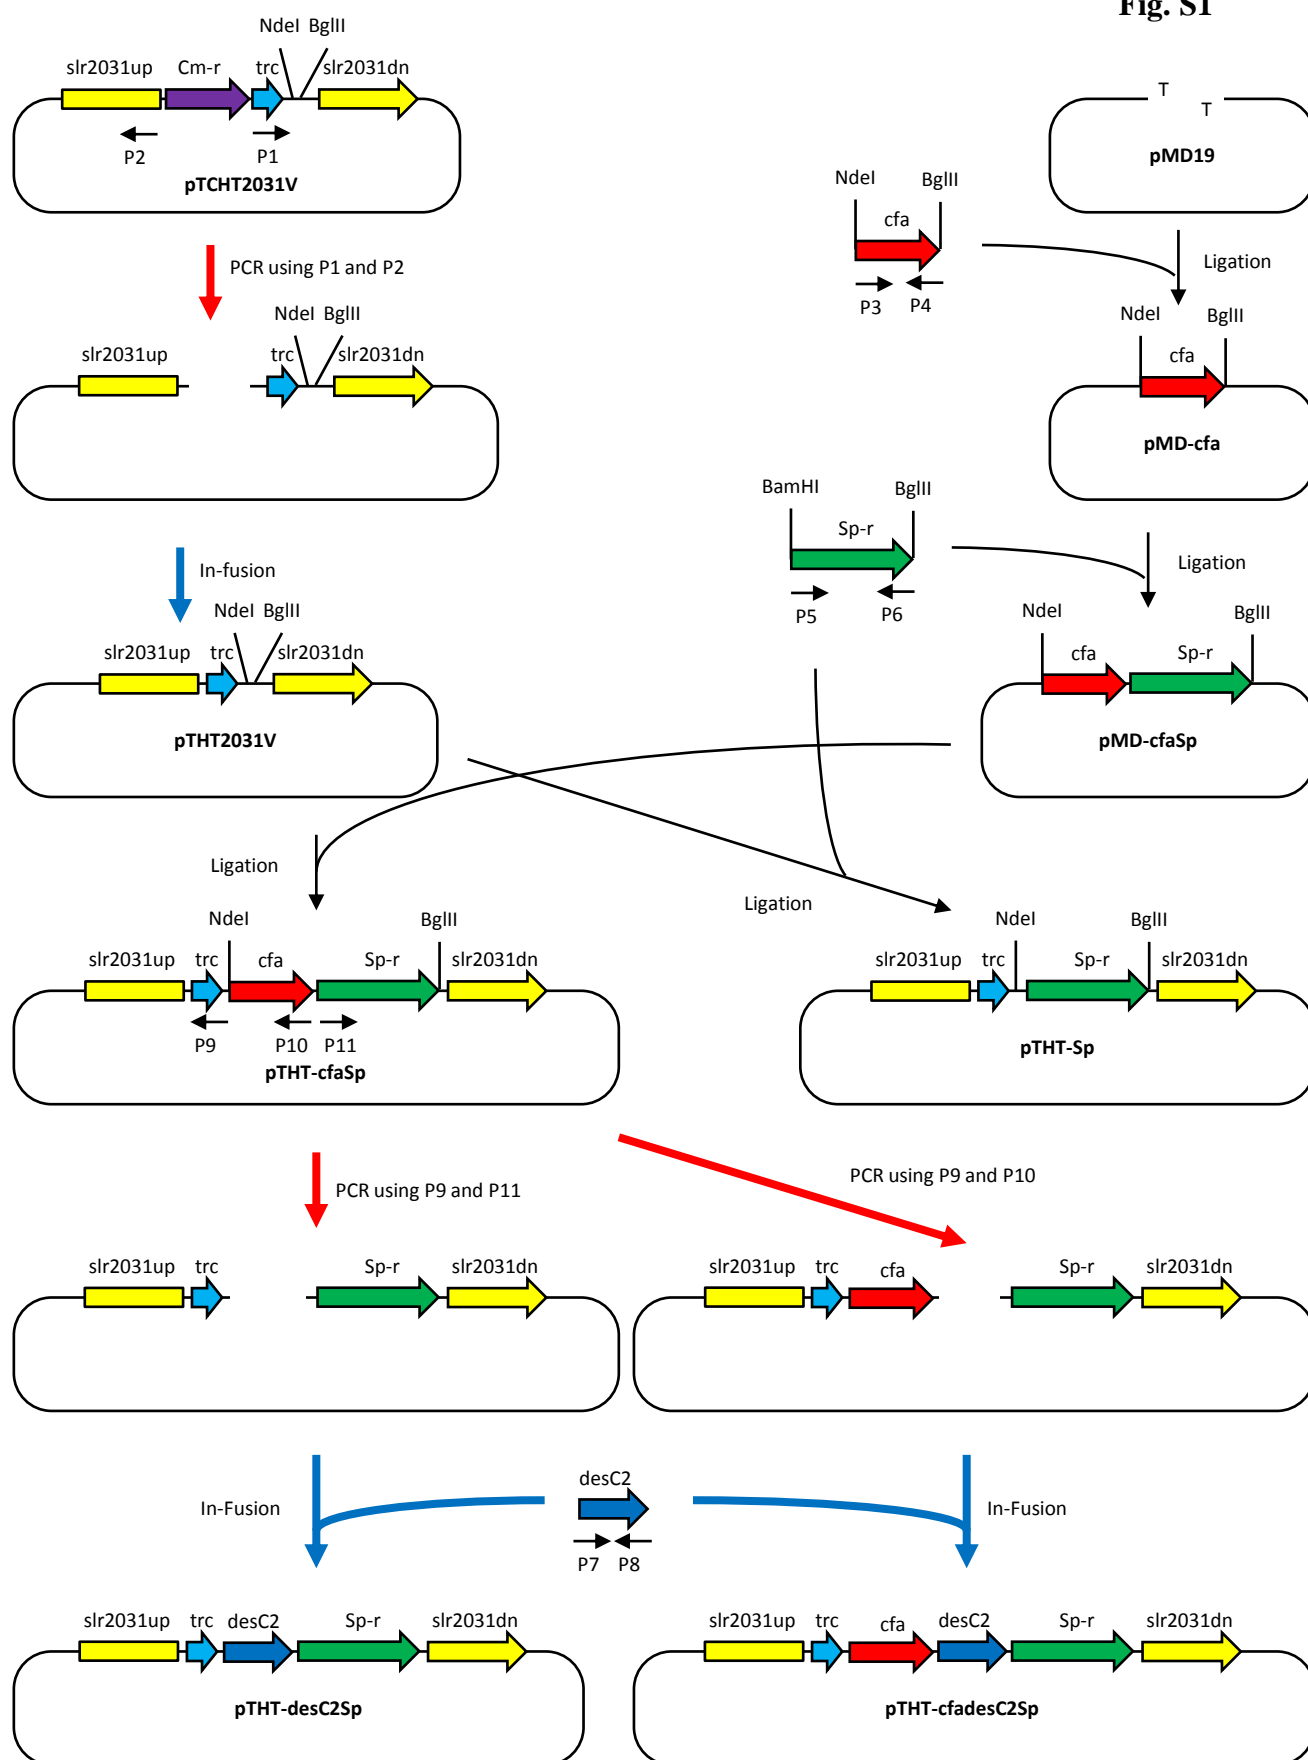 Fig. S1
NdeI BglII
slr2031up Cm-r trc slr2031dn
P2 P1
pTCHT2031V
T
T
pMD19
NdeI BglII
cfa
P3 P4
Ligation
PCR using P1 and P2
NdeI BglII
slr2031up trc slr2031dn
NdeI BglII
cfa
pMD-cfa
BamHI BglII
Sp-r
P5 P6
Ligation
In-fusion
NdeI BglII
slr2031up trc slr2031dn
pTHT2031V
NdeI BglII
cfa Sp-r
pMD-cfaSp
Ligation
Ligation
NdeI BglII
slr2031up trc cfa Sp-r slr2031dn
P9 P10 P11
pTHT-cfaSp
NdeI BglII
slr2031up trc Sp-r slr2031dn
pTHT-Sp
PCR using P9 and P11
PCR using P9 and P10
slr2031up trc Sp-r slr2031dn
slr2031up trc cfa Sp-r slr2031dn
In-Fusion
desC2
P7 P8
In-Fusion
slr2031up trc desC2 Sp-r slr2031dn
pTHT-desC2Sp
slr2031up trc cfa desC2 Sp-r slr2031dn
pTHT-cfadesC2Sp